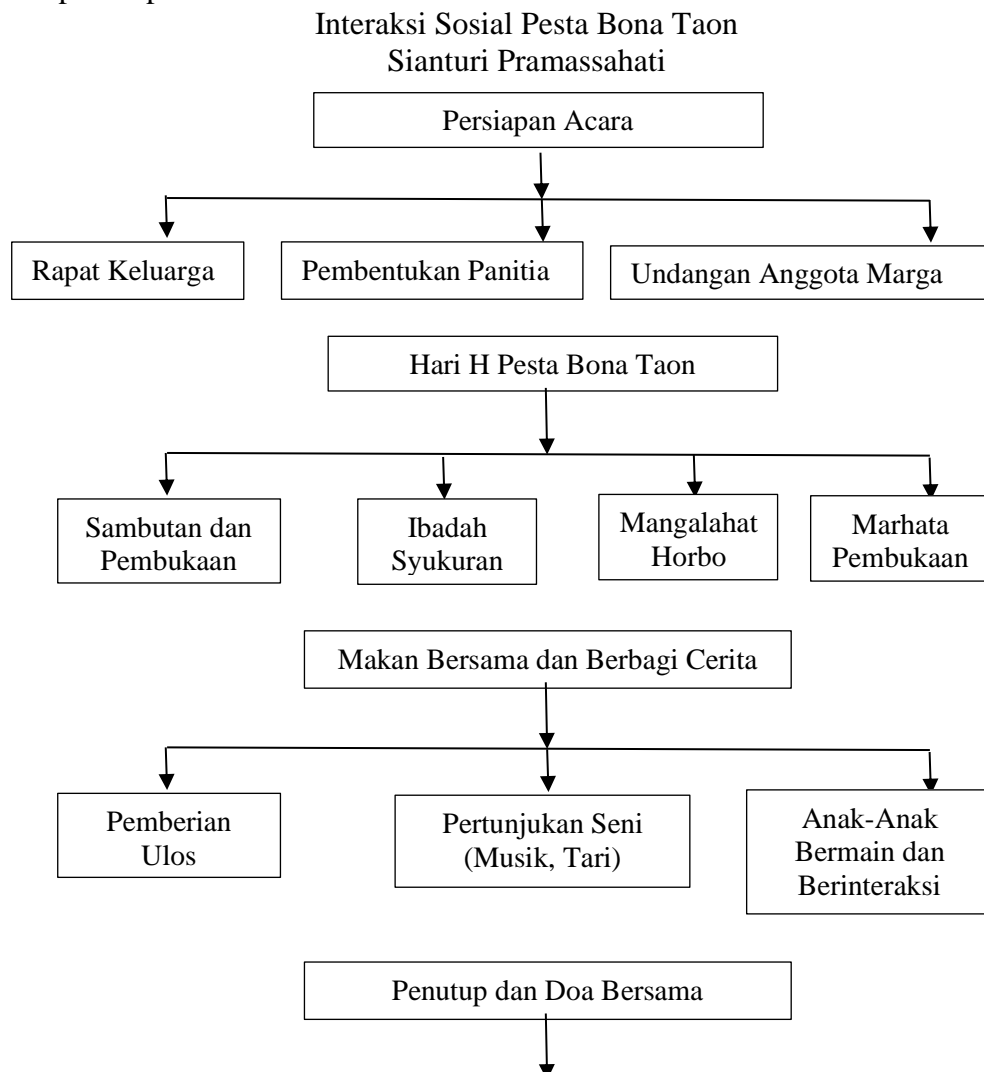 Interaksi Sosial Pesta Bona Taon
Sianturi Pramassahati
Persiapan Acara
Rapat Keluarga
Pembentukan Panitia
Undangan Anggota Marga
Hari H Pesta Bona Taon
Sambutan dan
Pembukaan
Ibadah
Syukuran
Mangalahat
Horbo
Marhata
Pembukaan
Makan Bersama dan Berbagi Cerita
Pemberian
Ulos
Pertunjukan Seni
(Musik, Tari)
Anak-Anak
Bermain dan
Berinteraksi
Penutup dan Doa Bersama